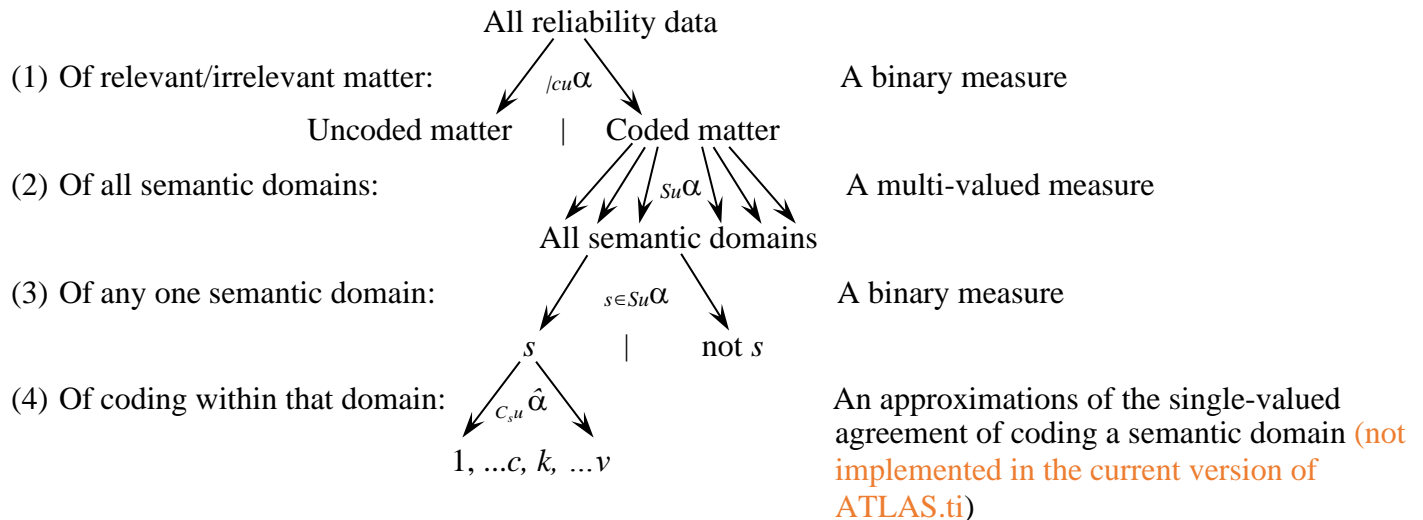 All reliability data
(1) Of relevant/irrelevant matter: |cuα A binary measure
Uncoded matter | Coded matter
(2) Of all semantic domains: Suα A multi-valued measure
All semantic domains
(3) Of any one semantic domain: s∈Suα A binary measure
s | not s
(4) Of coding within that domain: Cₛu α̂ An approximations of the single-valued
agreement of coding a semantic domain (not
1, ...c, k, …v implemented in the current version of
ATLAS.ti)